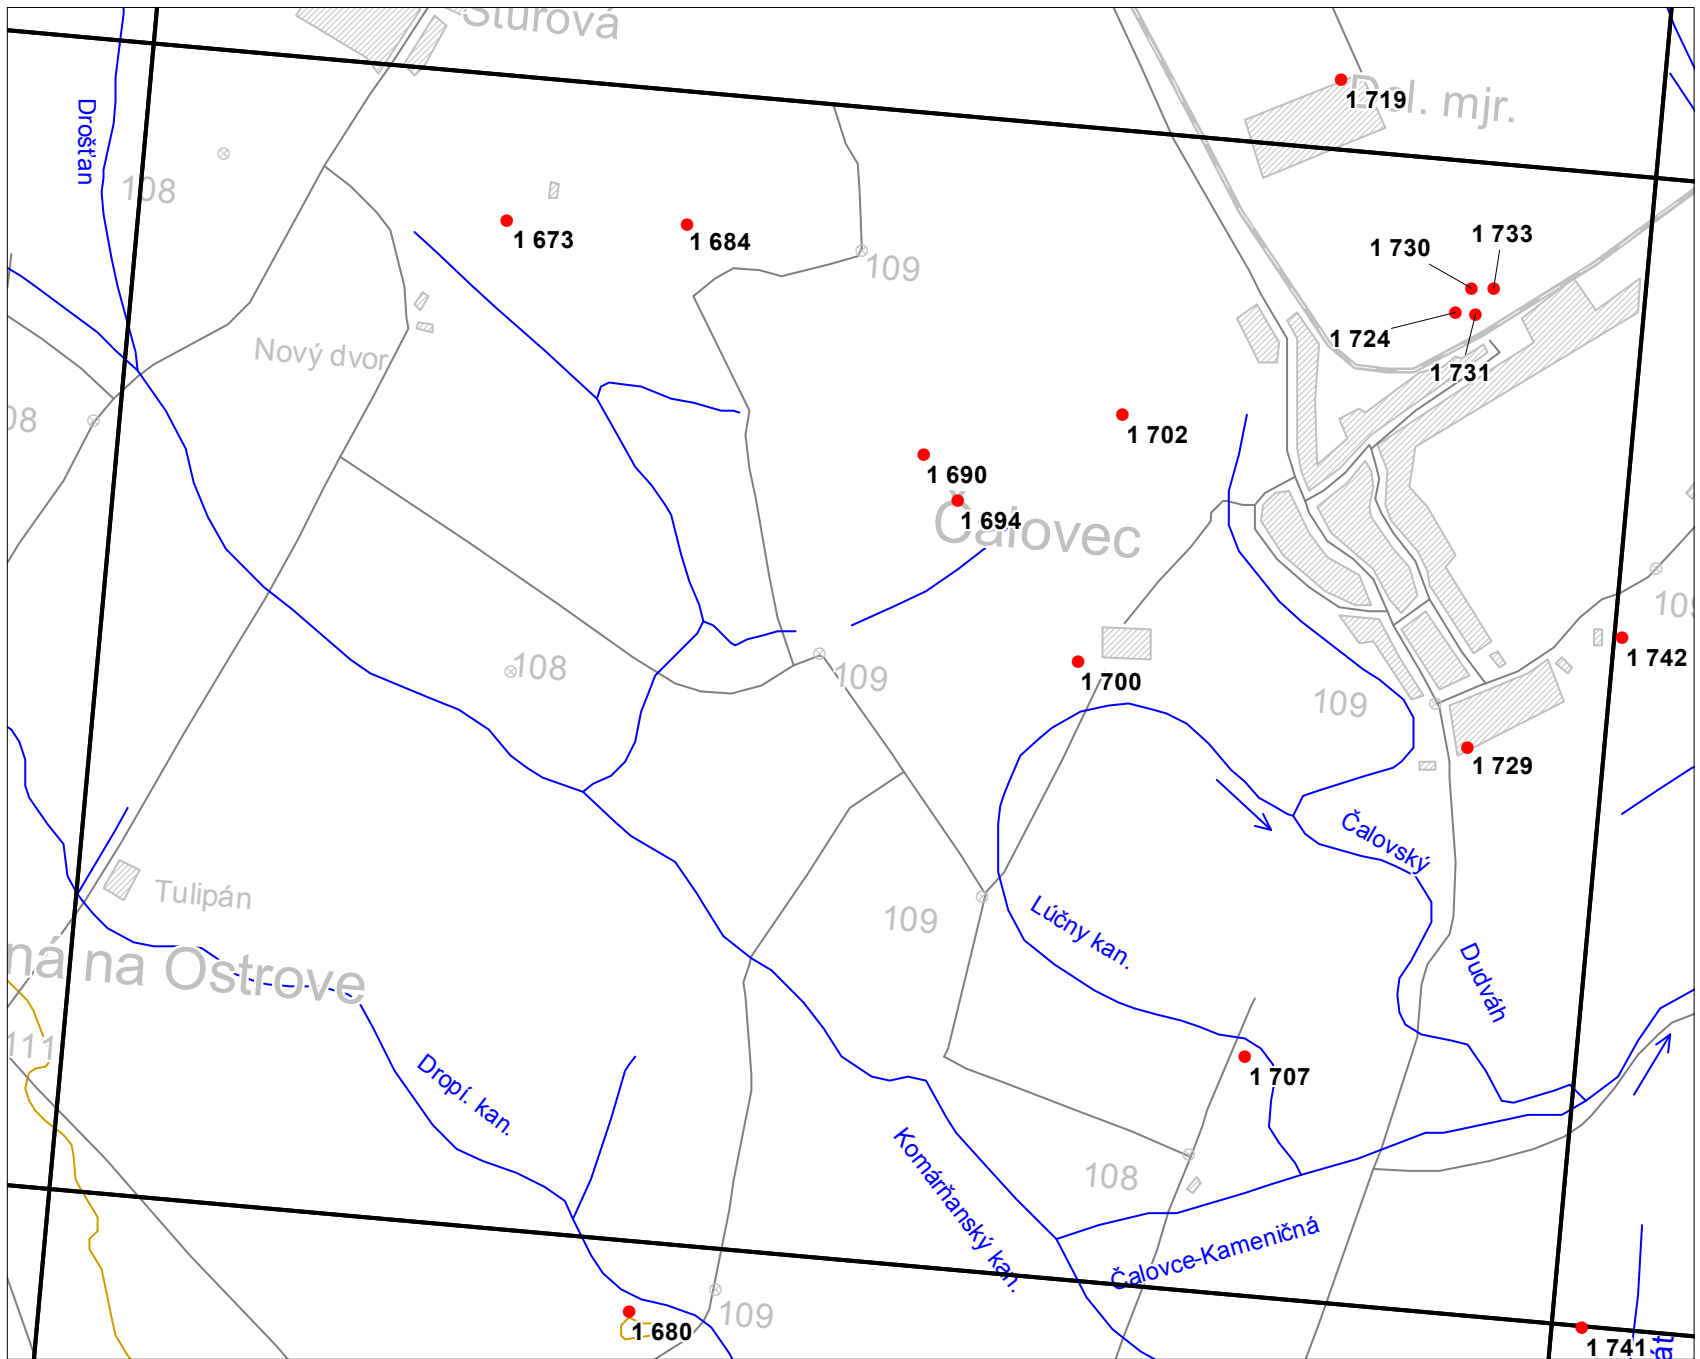 Štúrová
Dol. mjr.
1 719
Drošťan
108
1 673
1 684
109
1 730
1 733
1 724
1 731
Nový dvor
08
1 702
1 690
1 694
Čalovec
109
1 742
108
109
1 700
109
1 729
Čalovský
Tulipán
109
Lúčny kan.
ná na Ostrove
Dudváh
111
Dropí. kan.
1 707
Komárňanský kan.
108
Čalovce-Kameničná
109
1 680
1 741